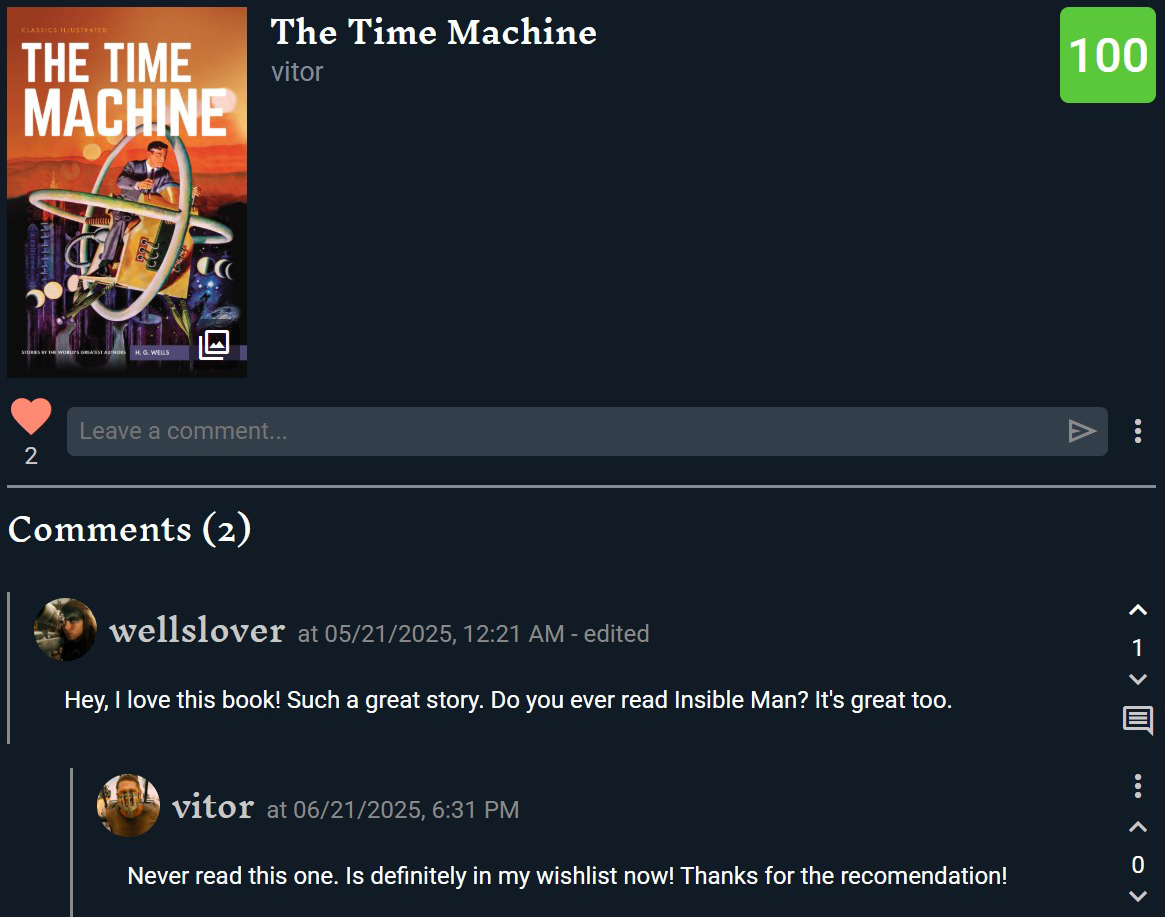 CLASSICS ILLUSTRATED
THE TIME
MACHINE
STORIES BY THE WORLD'S GREATEST AUTHORS
H. G. WELLS
The Time Machine
vitor
100
Leave a comment...
2
Comments (2)
wellslover at 05/21/2025, 12:21 AM - edited
1
Hey, I love this book! Such a great story. Do you ever read Insible Man? It's great too.
vitor at 06/21/2025, 6:31 PM
0
Never read this one. Is definitely in my wishlist now! Thanks for the recomendation!